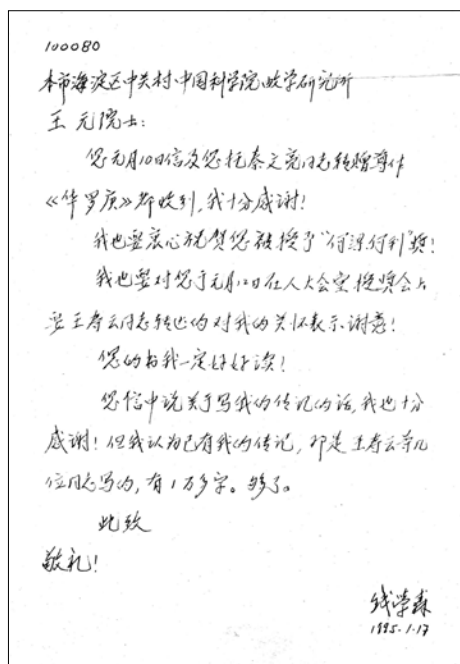 100080
本市海淀区中关村中国科学院数学研究所
王元院士：
您元月10日信及您托秦文亮同志转赠尊作
《华罗庚》都收到，我十分感谢！
我也要衷心祝贺您被授了“何梁何利”奖！
我也要对您于元月12日在人大会堂授奖会上
要王寿云同志转达的对我的关怀表示谢意！
您的书我一定好好读！
您信中说关于写我的传记的话，我也十分
感谢！但我认为已有我的传记，即是王寿云等几
位同志写的，有1万多字。够了。
此致
敬礼！
钱学森
1995.1.17